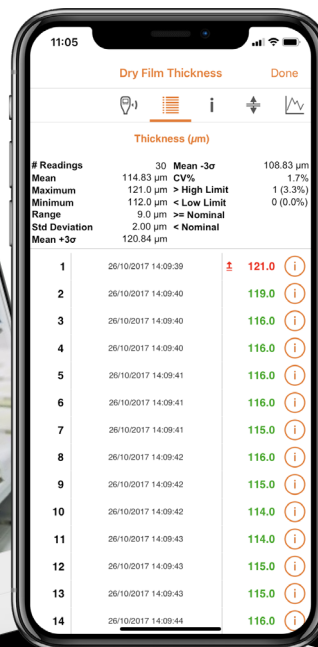 11:05
Dry Film Thickness Done
i
Thickness (µm)
# Readings 30 Mean -3σ 108.83 µm
Mean 114.83 µm CV% 1.7%
Maximum 121.0 µm > High Limit 1 (3.3%)
Minimum 112.0 µm < Low Limit 0 (0.0%)
Range 9.0 µm >= Nominal
Std Deviation 2.00 µm < Nominal
Mean +3σ 120.84 µm
1 26/10/2017 14:09:39 121.0 i
2 26/10/2017 14:09:40 119.0 i
3 26/10/2017 14:09:40 116.0 i
4 26/10/2017 14:09:40 116.0 i
5 26/10/2017 14:09:41 116.0 i
6 26/10/2017 14:09:41 116.0 i
7 26/10/2017 14:09:41 115.0 i
8 26/10/2017 14:09:42 116.0 i
9 26/10/2017 14:09:42 115.0 i
10 26/10/2017 14:09:42 114.0 i
11 26/10/2017 14:09:43 114.0 i
12 26/10/2017 14:09:43 115.0 i
13 26/10/2017 14:09:43 115.0 i
14 26/10/2017 14:09:44 116.0 i